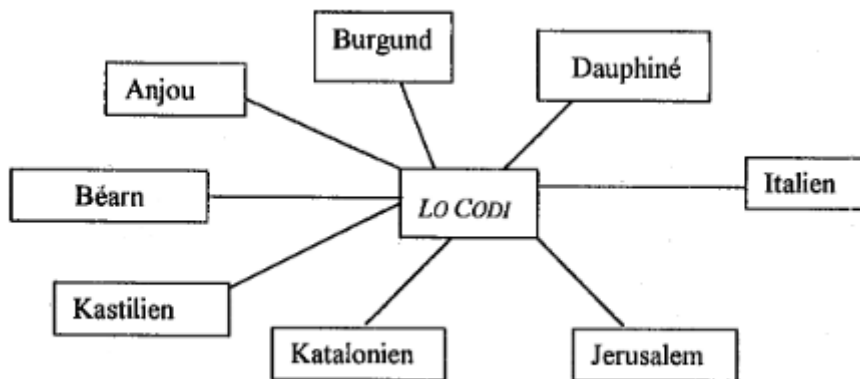 Burgund
Dauphiné
Anjou
Béarn
LO CODI
Italien
Kastilien
Katalonien
Jerusalem